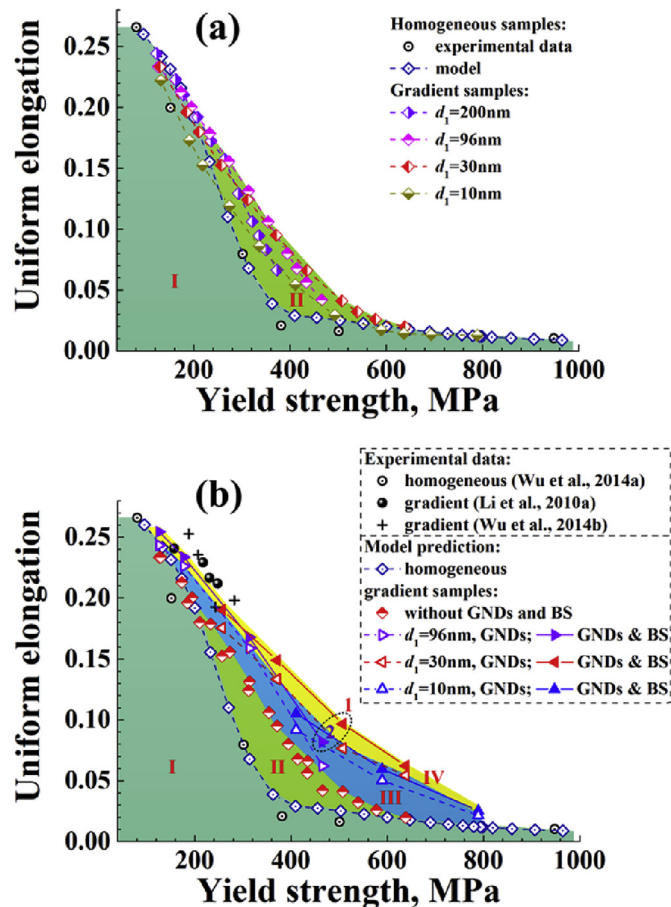 (a)
Homogeneous samples:
experimental data
model
Gradient samples:
d1=200nm
d1=96nm
d1=30nm
d1=10nm
Uniform elongation
0.25
0.20
0.15
0.10
0.05
0.00
I
II
200 400 600 800 1000
Yield strength, MPa
(b)
Experimental data:
homogeneous (Wu et al., 2014a)
gradient (Li et al., 2010a)
+ gradient (Wu et al., 2014b)
Model prediction:
homogeneous
gradient samples:
without GNDs and BS
d1=96nm, GNDs; GNDs & BS
d1=30nm, GNDs; GNDs & BS
d1=10nm, GNDs; GNDs & BS
Uniform elongation
0.25
0.20
0.15
0.10
0.05
0.00
1
2
I
II
III
IV
200 400 600 800 1000
Yield strength, MPa